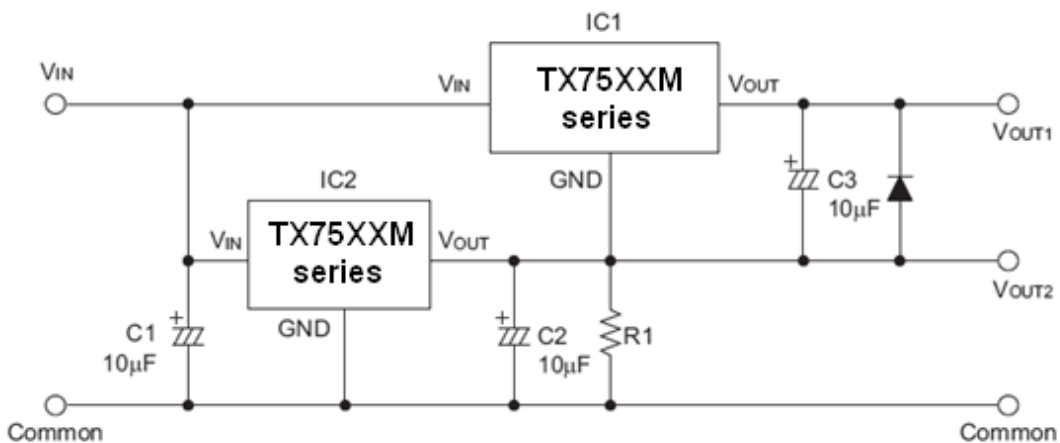 IC1
VIN
VIN
TX75XXM
series
VOUT
VOUT1
GND
+
C3
10μF
IC2
VIN
TX75XXM
series
VOUT
VOUT2
GND
+
C1
10μF
+
C2
10μF
R1
Common
Common